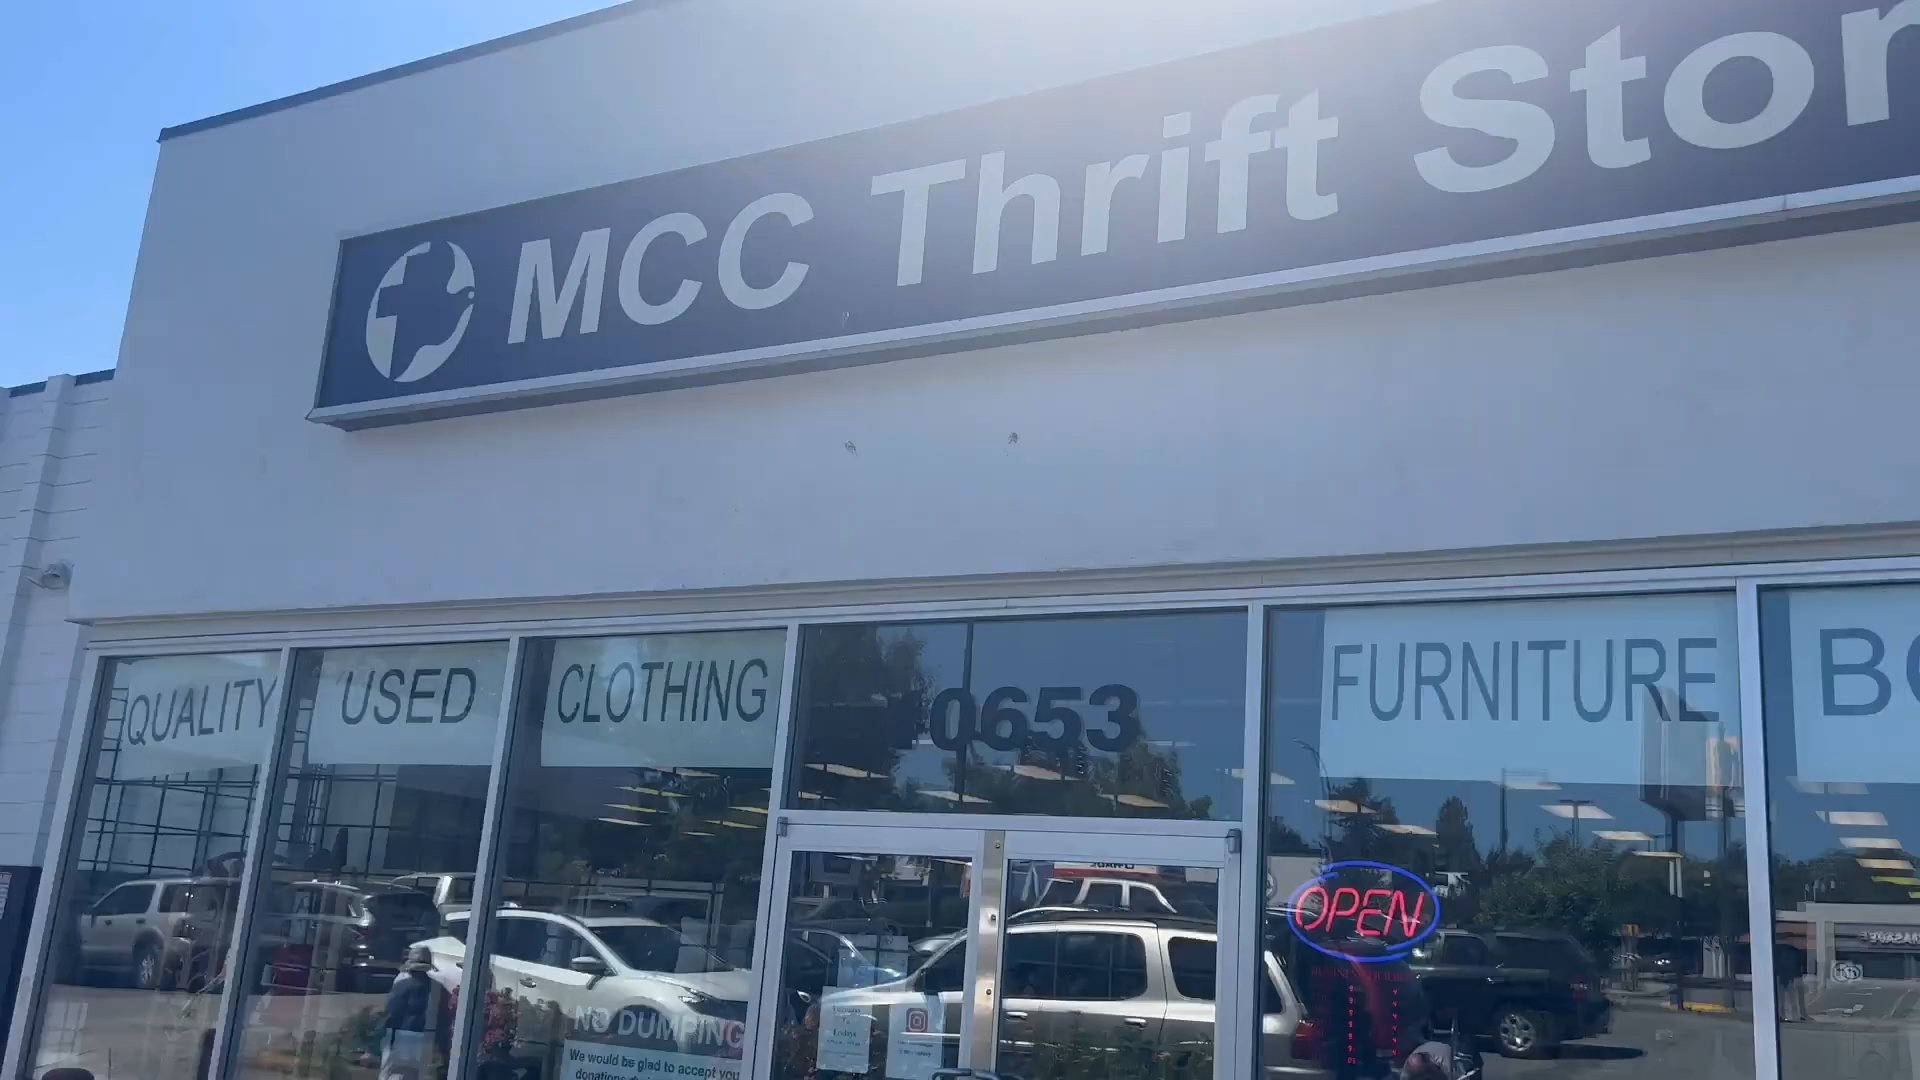 MCC Thrift Stor
QUALITY USED CLOTHING
0653
FURNITURE
OPEN
NO DUMPING
We would be glad to accept you